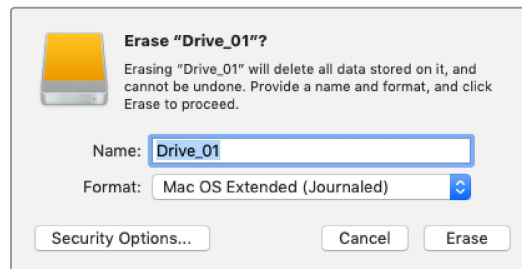 Erase “Drive_01”?
Erasing “Drive_01” will delete all data stored on it, and
cannot be undone. Provide a name and format, and click
Erase to proceed.
Name: Drive_01
Format: Mac OS Extended (Journaled)
Security Options... Cancel Erase